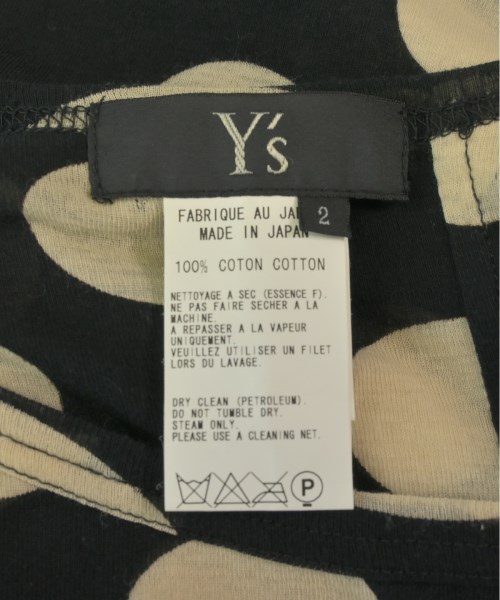 Y's
2
FABRIQUE AU
MADE IN JAPAN
100% COTON COTTON
NETTOYAGE A SEC (ESSENCE F).
NE PAS FAIRE SECHER A LA
MACHINE.
A REPASSER A LA VAPEUR
UNIQUEMENT.
VEUILLEZ UTILISER UN FILET
LORS DU LAVAGE.
DRY CLEAN (PETROLEUM).
DO NOT TUMBLE DRY.
STEAM ONLY.
PLEASE USE A CLEANING NET.
P